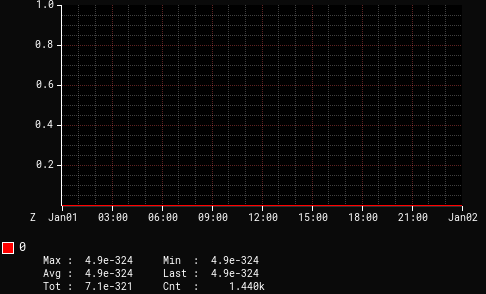 1.0
0.8
0.6
0.4
0.2
Z Jan01 03:00 06:00 09:00 12:00 15:00 18:00 21:00 Jan02
0
Max : 4.9e-324 Min : 4.9e-324
Avg : 4.9e-324 Last : 4.9e-324
Tot : 7.1e-321 Cnt : 1.440k